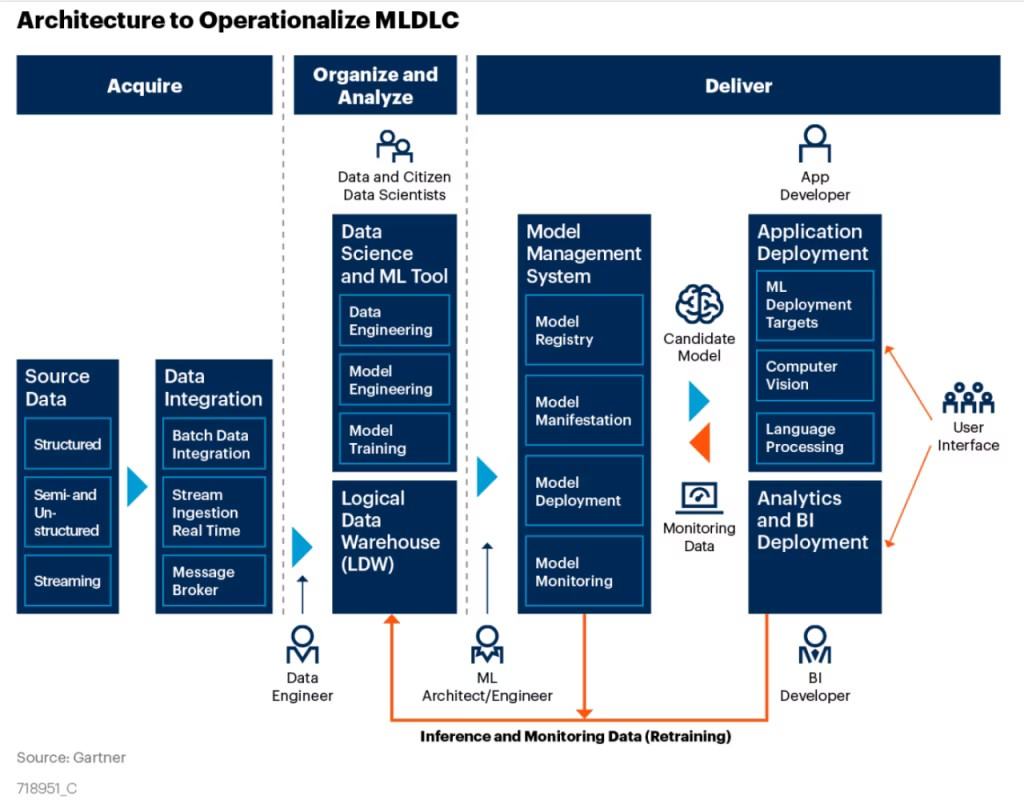 Architecture to Operationalize MLDLC
Acquire
Organize and
Analyze
Deliver
Data and Citizen
Data Scientists
App
Developer
Source
Data
Structured
Semi- and
Un-
structured
Streaming
Data
Integration
Batch Data
Integration
Stream
Ingestion
Real Time
Message
Broker
Data
Science
and ML Tool
Data
Engineering
Model
Engineering
Model
Training
Logical
Data
Warehouse
(LDW)
Model
Management
System
Model
Registry
Model
Manifestation
Model
Deployment
Model
Monitoring
Candidate
Model
Monitoring
Data
Application
Deployment
ML
Deployment
Targets
Computer
Vision
Language
Processing
Analytics
and BI
Deployment
User
Interface
Data
Engineer
ML
Architect/Engineer
BI
Developer
Inference and Monitoring Data (Retraining)
Source: Gartner
718951_C